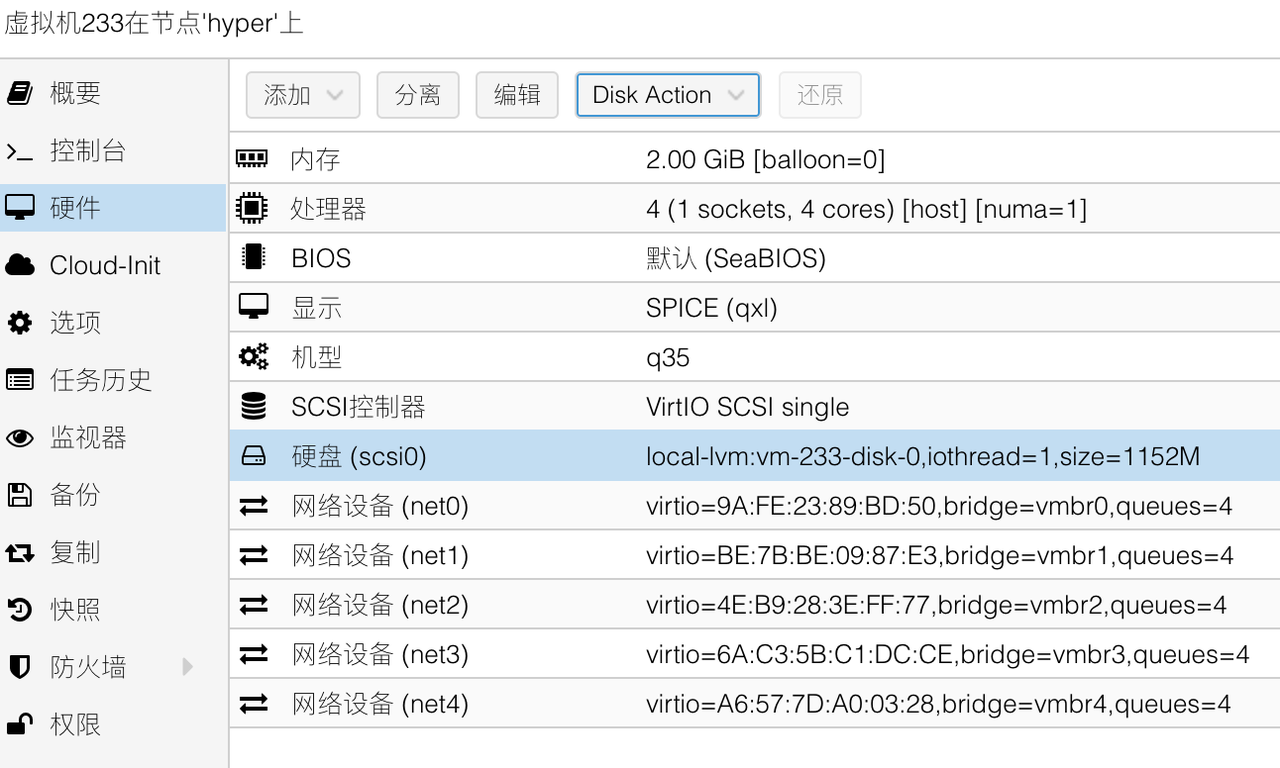 虚拟机233在节点'hyper'上
概要
控制台
硬件
Cloud-Init
选项
任务历史
监视器
备份
复制
快照
防火墙
权限
添加 分离 编辑 Disk Action 还原
内存 2.00 GiB [balloon=0]
处理器 4 (1 sockets, 4 cores) [host] [numa=1]
BIOS 默认 (SeaBIOS)
显示 SPICE (qxl)
机型 q35
SCSI控制器 VirtIO SCSI single
硬盘 (scsi0) local-lvm:vm-233-disk-0,iothread=1,size=1152M
网络设备 (net0) virtio=9A:FE:23:89:BD:50,bridge=vmbr0,queues=4
网络设备 (net1) virtio=BE:7B:BE:09:87:E3,bridge=vmbr1,queues=4
网络设备 (net2) virtio=4E:B9:28:3E:FF:77,bridge=vmbr2,queues=4
网络设备 (net3) virtio=6A:C3:5B:C1:DC:CE,bridge=vmbr3,queues=4
网络设备 (net4) virtio=A6:57:7D:A0:03:28,bridge=vmbr4,queues=4